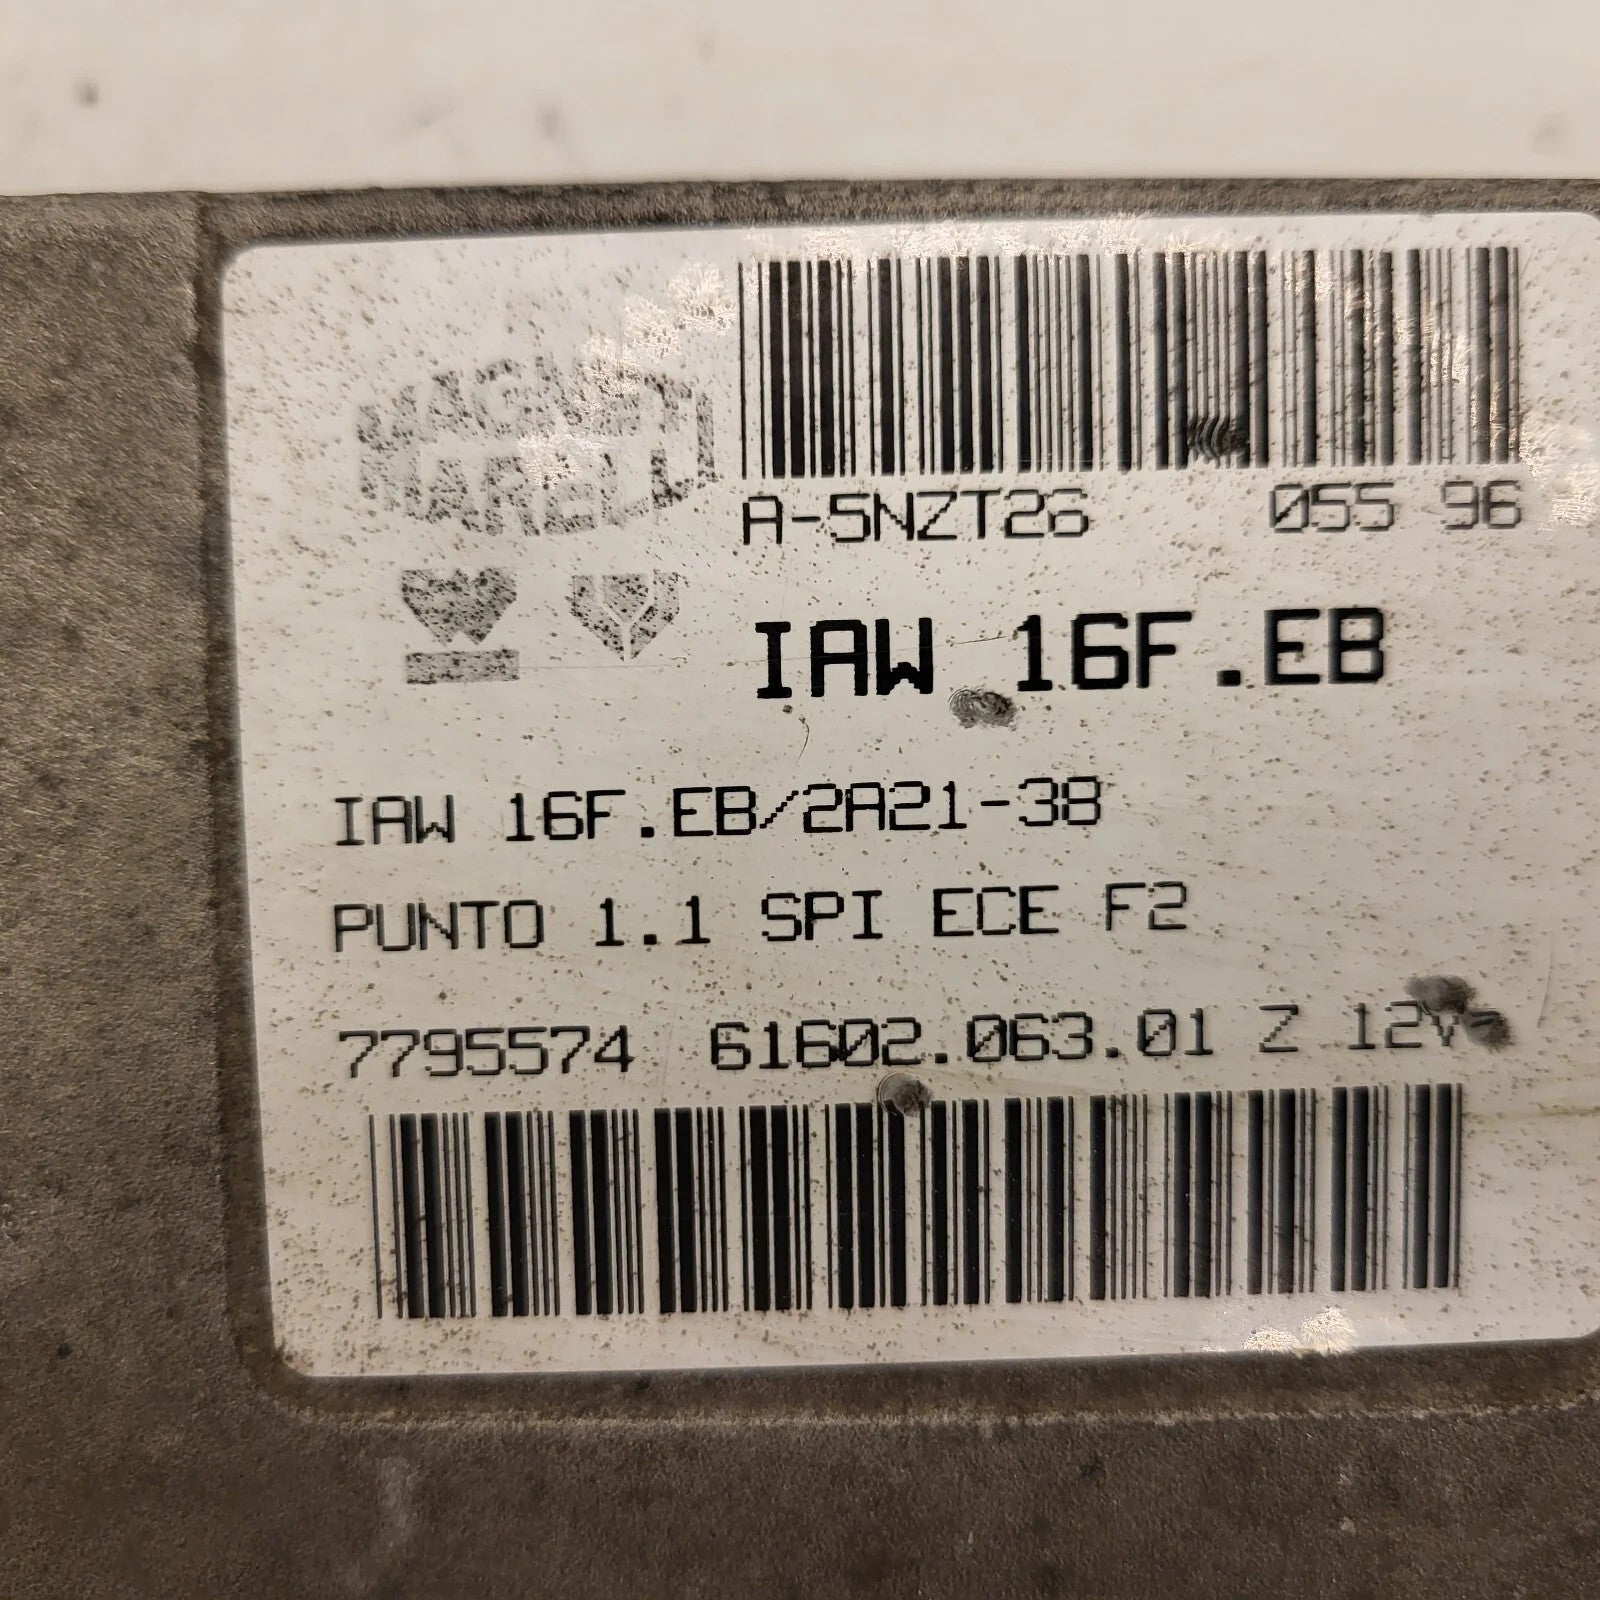 MAGNETI
MARELLI
A-5NZT26 055 96
IAW 16F.EB
IAW 16F.EB/2A21-38
PUNTO 1.1 SPI ECE F2
7795574 61602.063.01 Z 12V